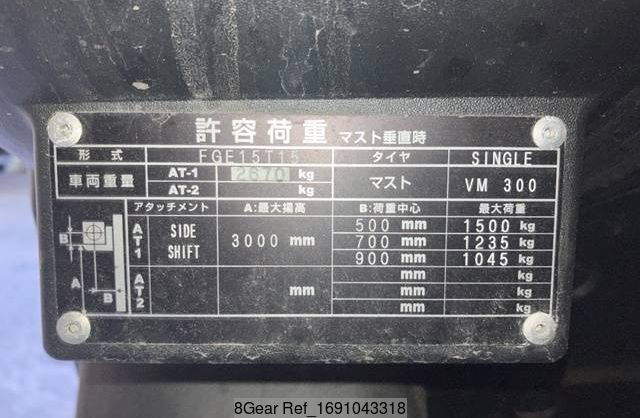 許容荷重 マスト垂直時
形式 FGE15T15 タイヤ SINGLE
車両重量 AT-1 2670 kg マスト VM 300
AT-2 kg
アタッチメント A:最大揚高 B:荷重中心 最大荷重
AT1 SIDE SHIFT 3000 mm 500 mm 1500 kg
700 mm 1235 kg
900 mm 1045 kg
AT2 mm mm kg
mm kg
mm kg
B
A
B
8Gear Ref_1691043318